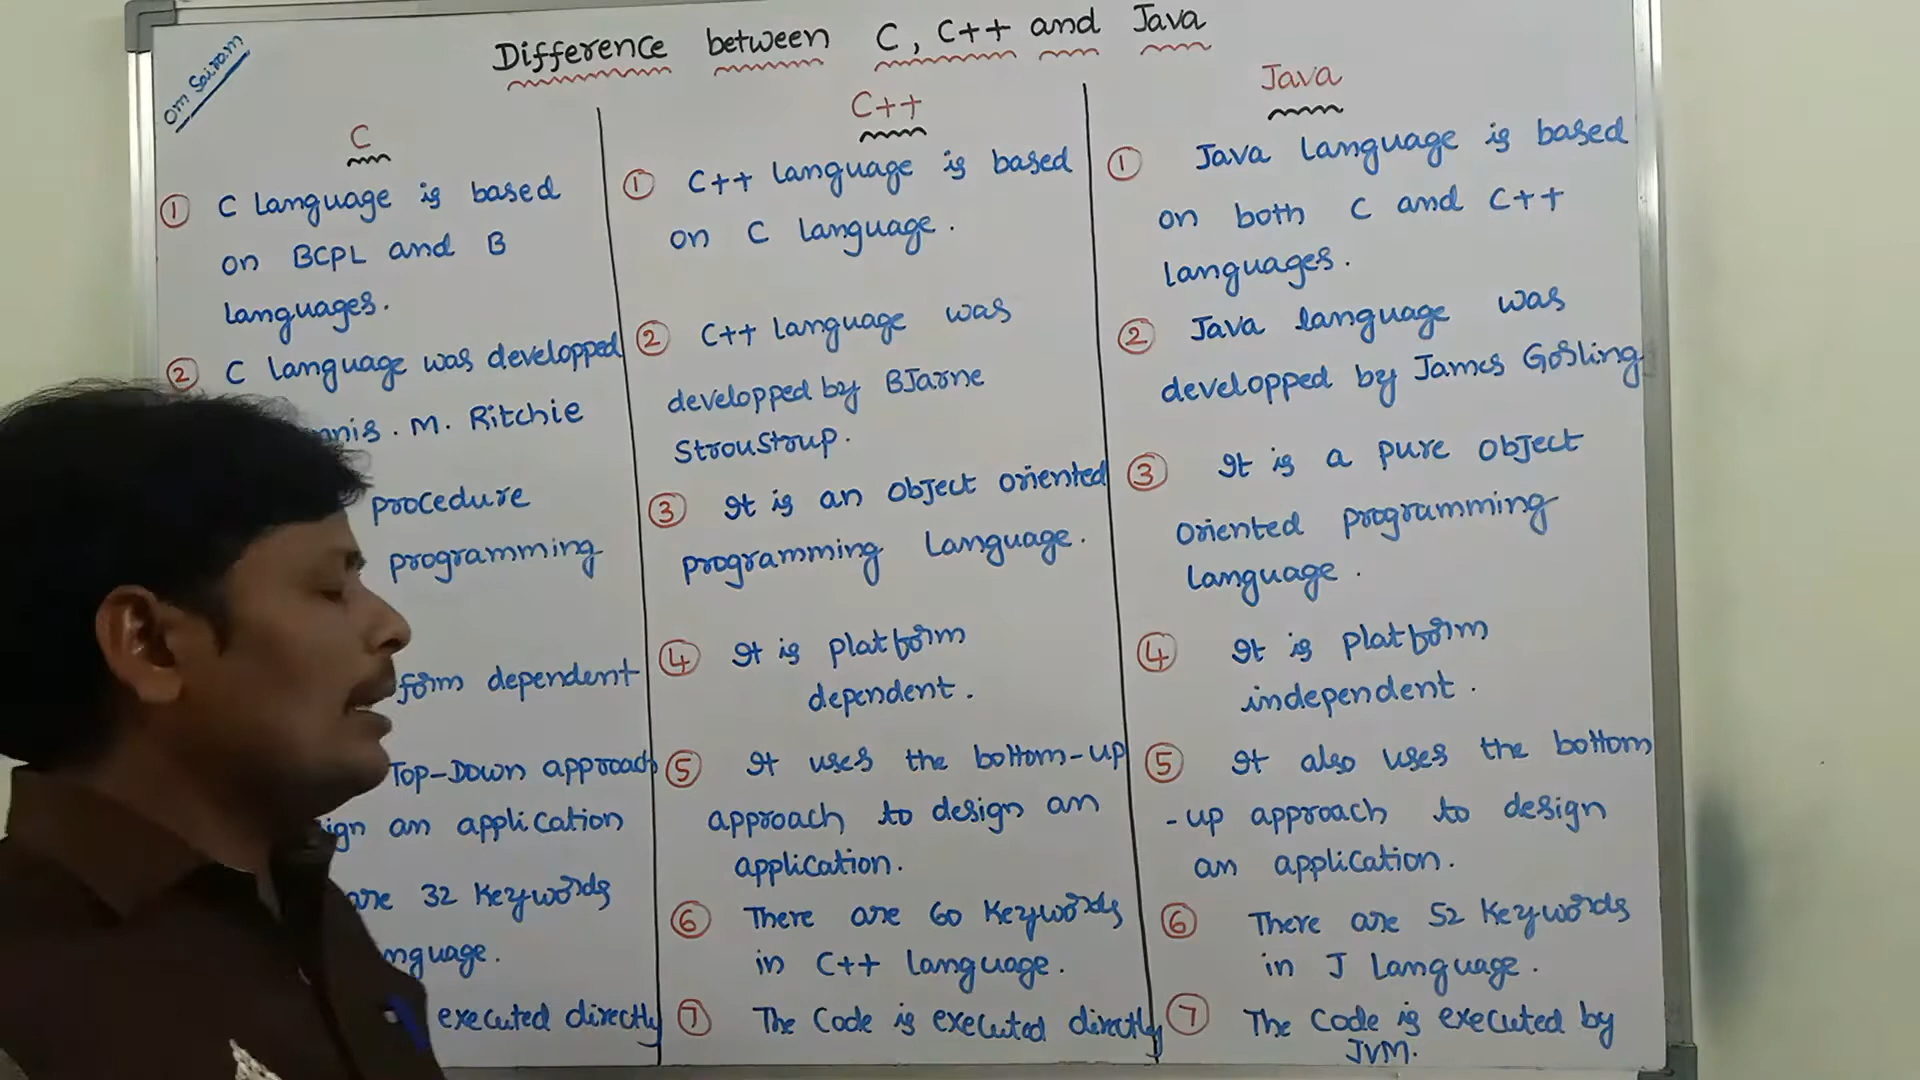 Om Sairam
Difference between C, C++ and Java
C
① C Language is based
on BCPL and B
languages.
② C language was developped
. M. Ritchie
procedure
programming
dependent
Top-Down approach
an application
32 Keywords
executed directly
C++
① C++ language is based
on C language.
② C++ language was
developped by BJarne
Stroustroup.
③ It is an object oriented
programming Language.
④ It is platform
dependent.
⑤ It uses the bottom-up
approach to design an
application.
⑥ There are 60 Keywords
in C++ language.
⑦ The Code is executed directly
Java
① Java Language is based
on both C and C++
languages.
② Java language was
developped by James Gosling
③ It is a pure object
oriented programming
language.
④ It is platform
independent.
⑤ It also uses the bottom
-up approach to design
an application.
⑥ There are 52 Keywords
in J Language.
⑦ The Code is executed by
JVM.